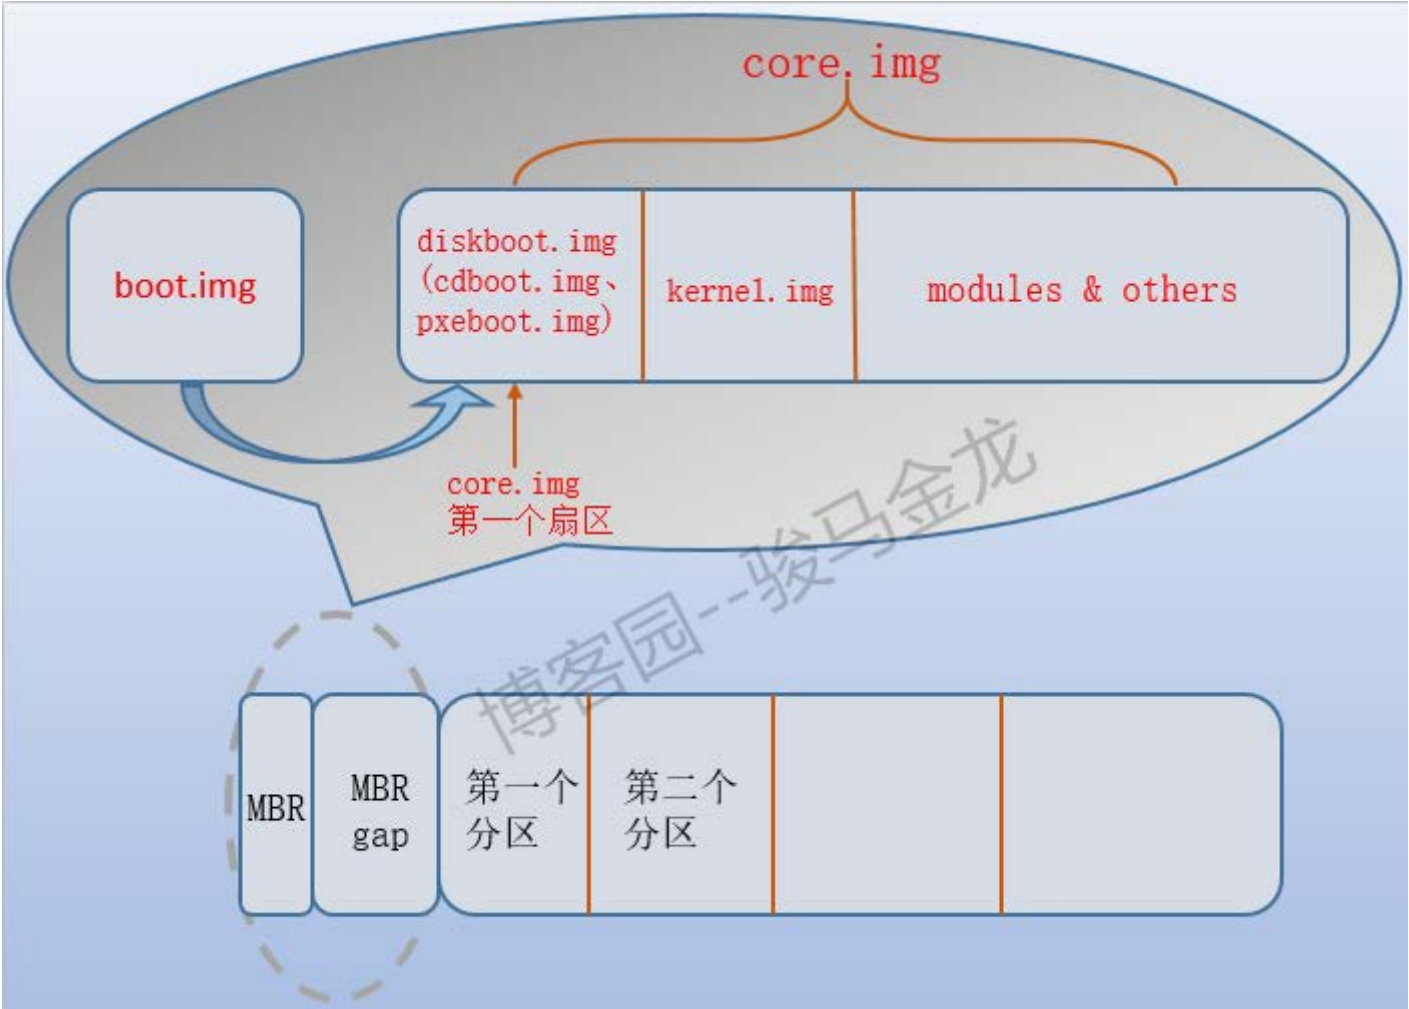 core.img
boot.img
diskboot.img
(cdboot.img、
pxeboot.img)
kernel.img
modules & others
core.img
第一个扇区
博客园--骏马金龙
MBR
MBR
gap
第一个
分区
第二个
分区